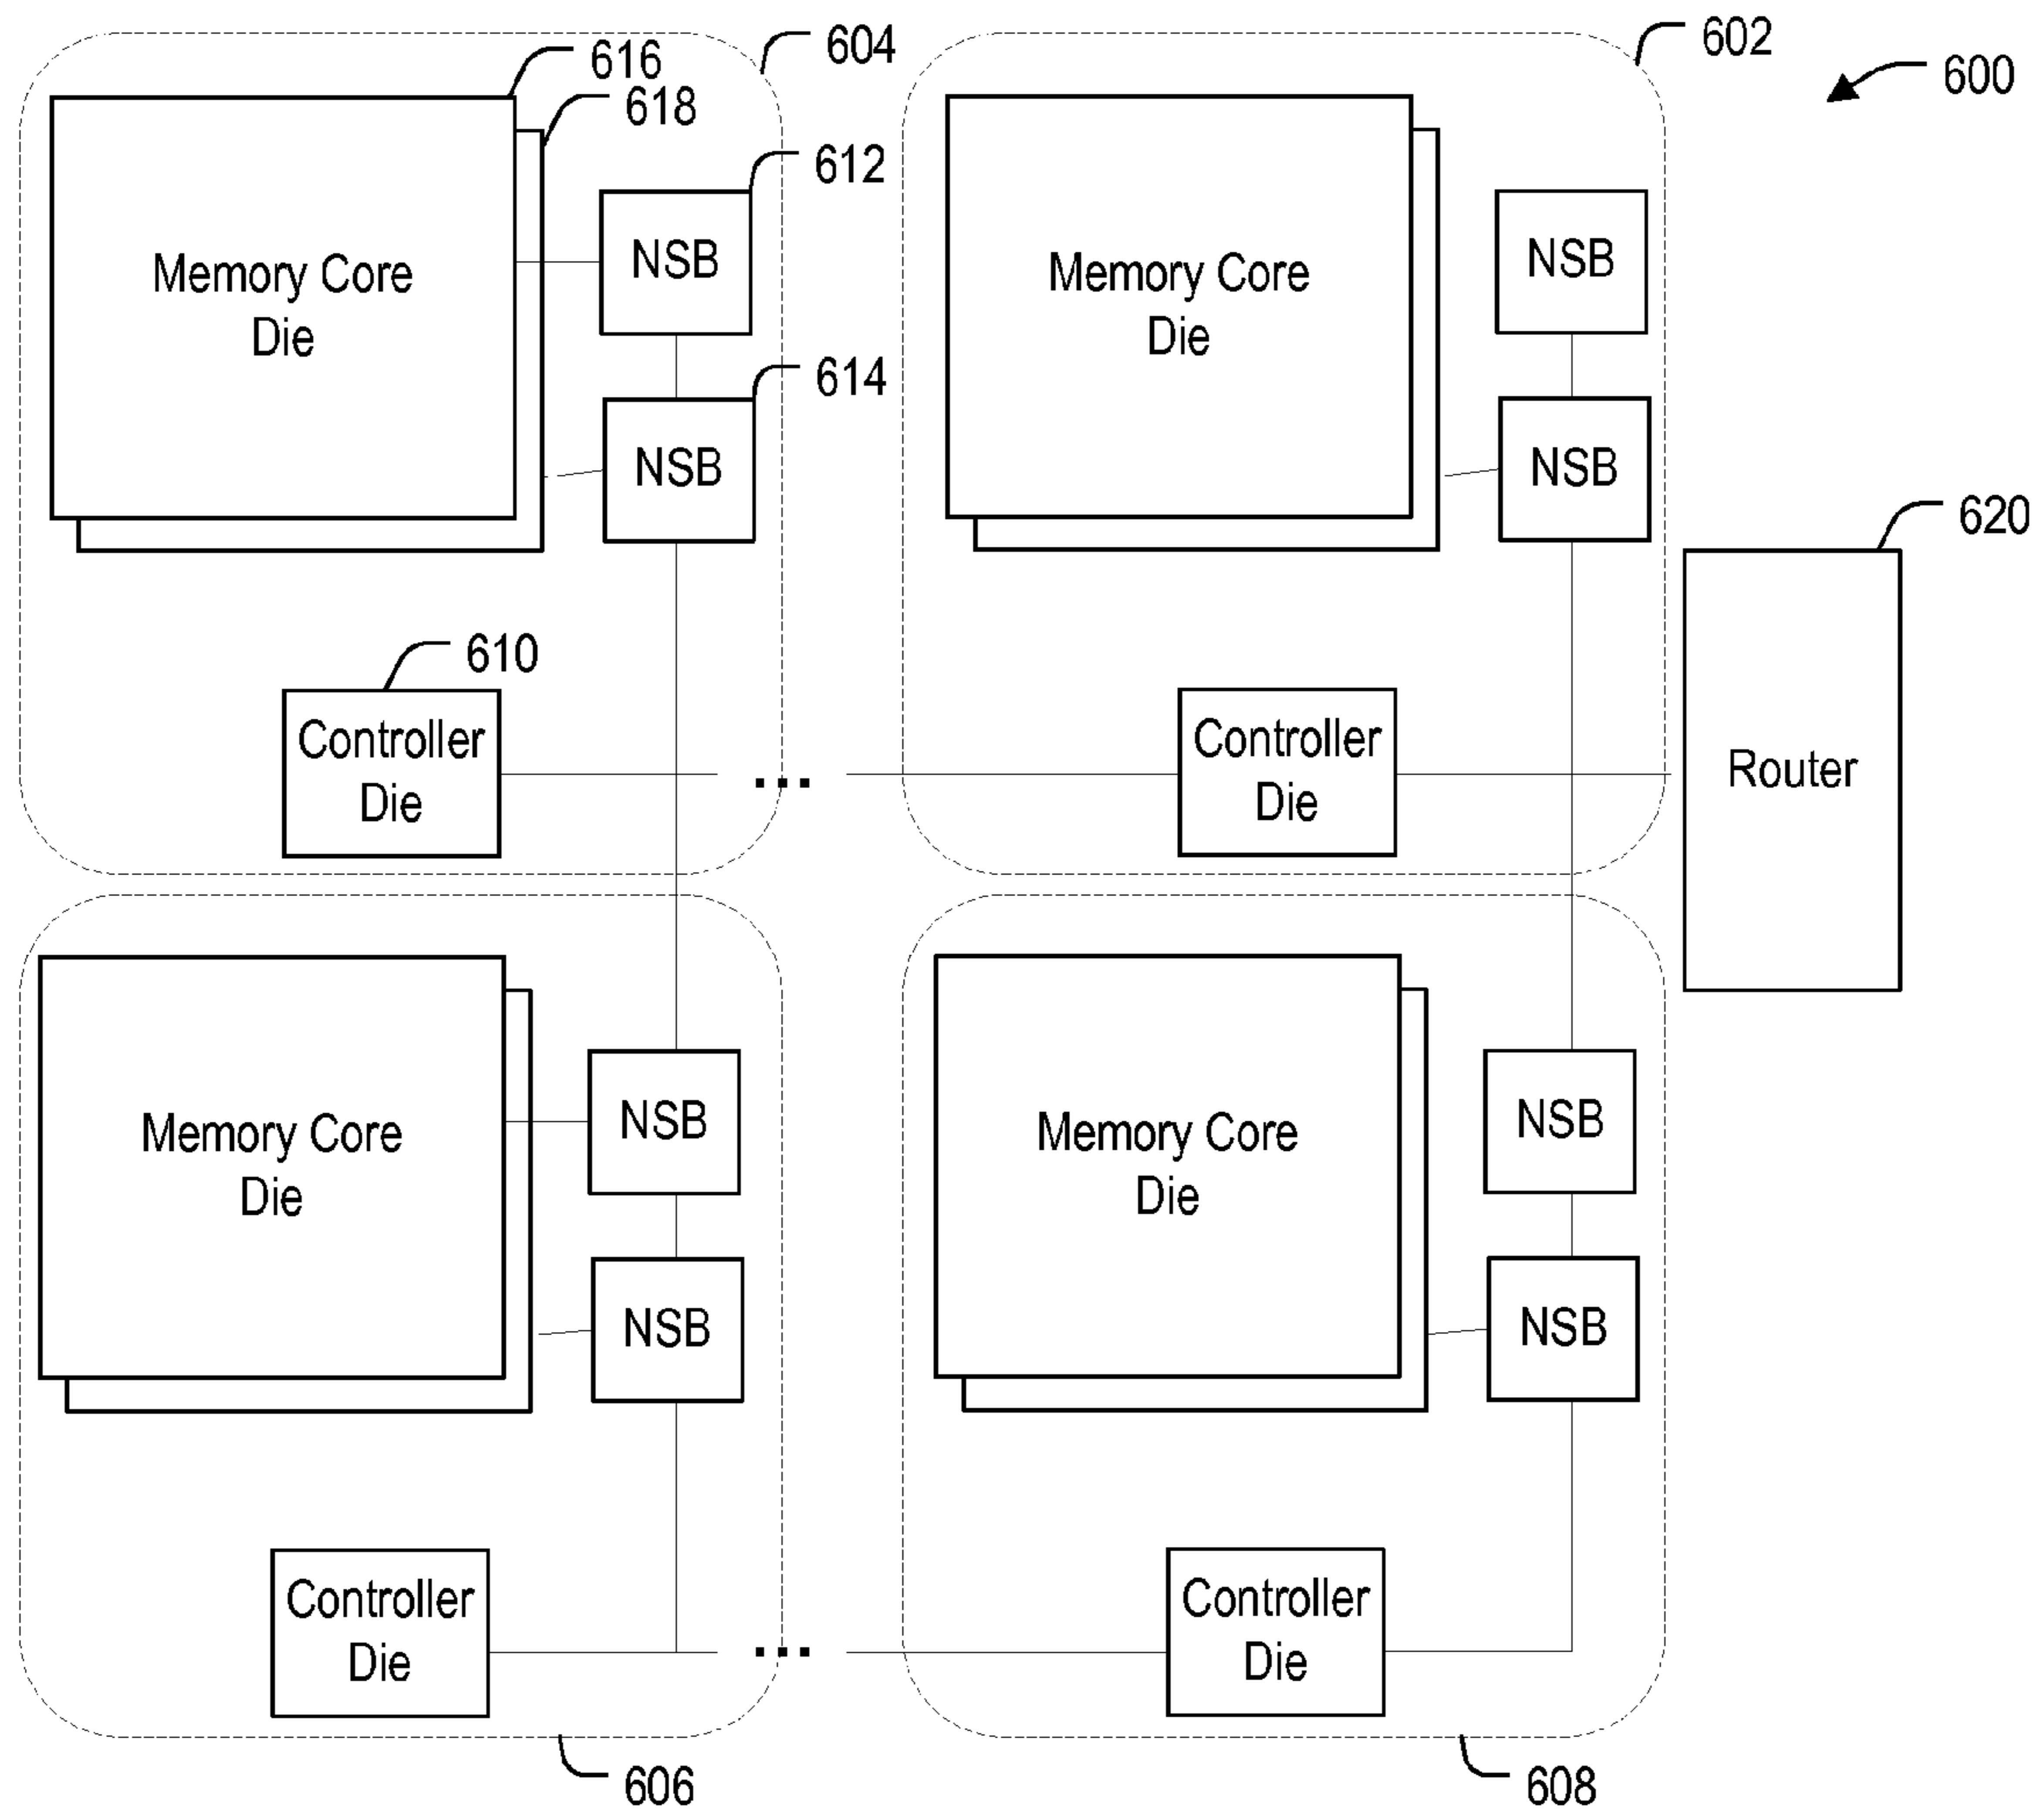 604
602
600
616
618
612
Memory Core
Die
NSB
Memory Core
Die
NSB
614
NSB
NSB
620
610
Controller
Die
Controller
Die
Router
...
Memory Core
Die
NSB
Memory Core
Die
NSB
NSB
NSB
Controller
Die
Controller
Die
...
606
608